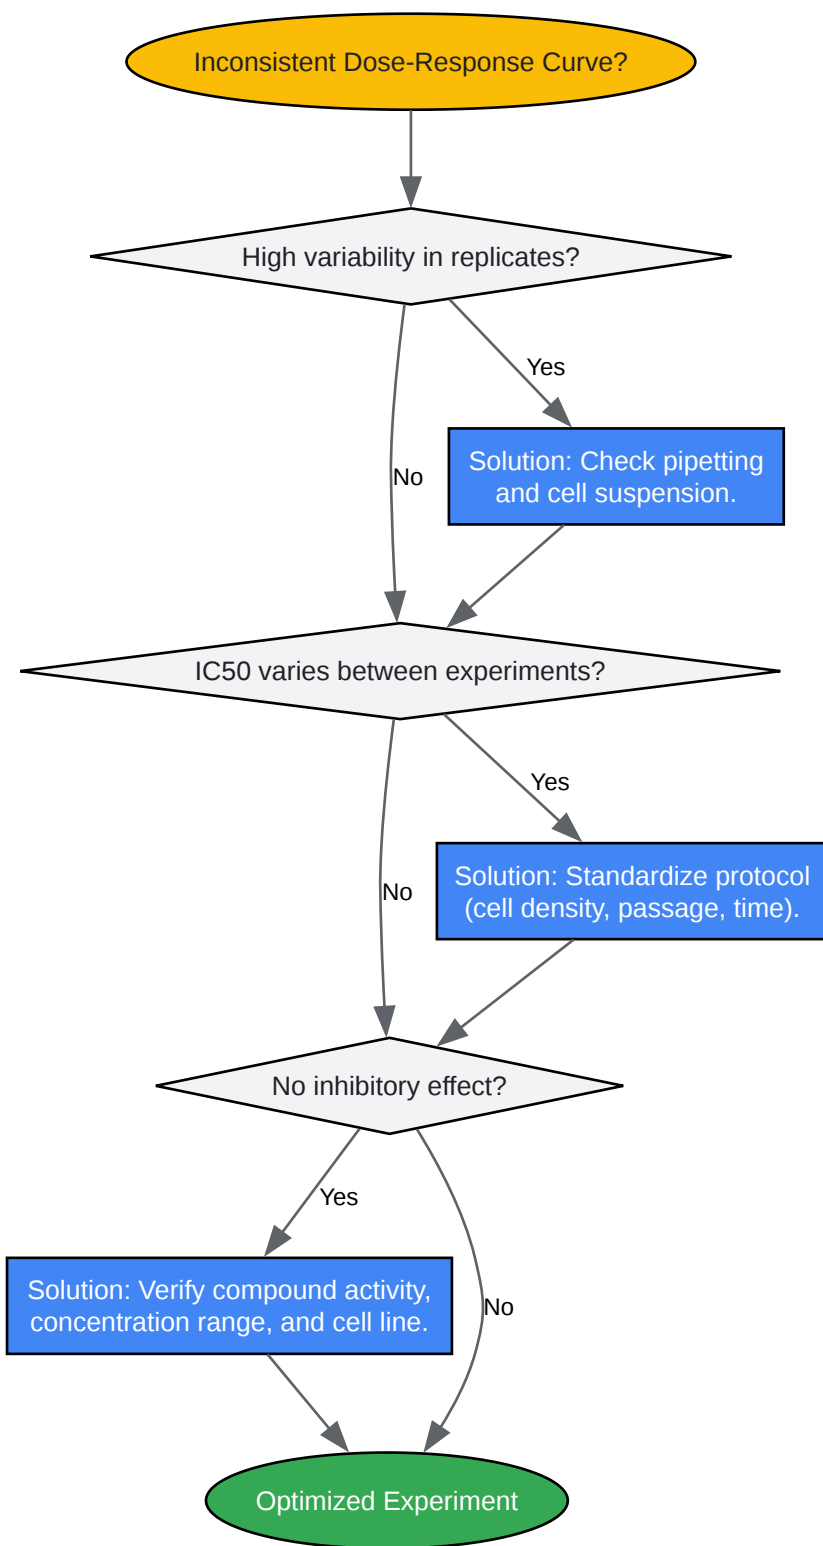 Inconsistent Dose-Response Curve?
High variability in replicates?
Yes
Solution: Check pipetting
and cell suspension.
No
IC50 varies between experiments?
Yes
Solution: Standardize protocol
(cell density, passage, time).
No
No inhibitory effect?
Yes
Solution: Verify compound activity,
concentration range, and cell line.
No
Optimized Experiment